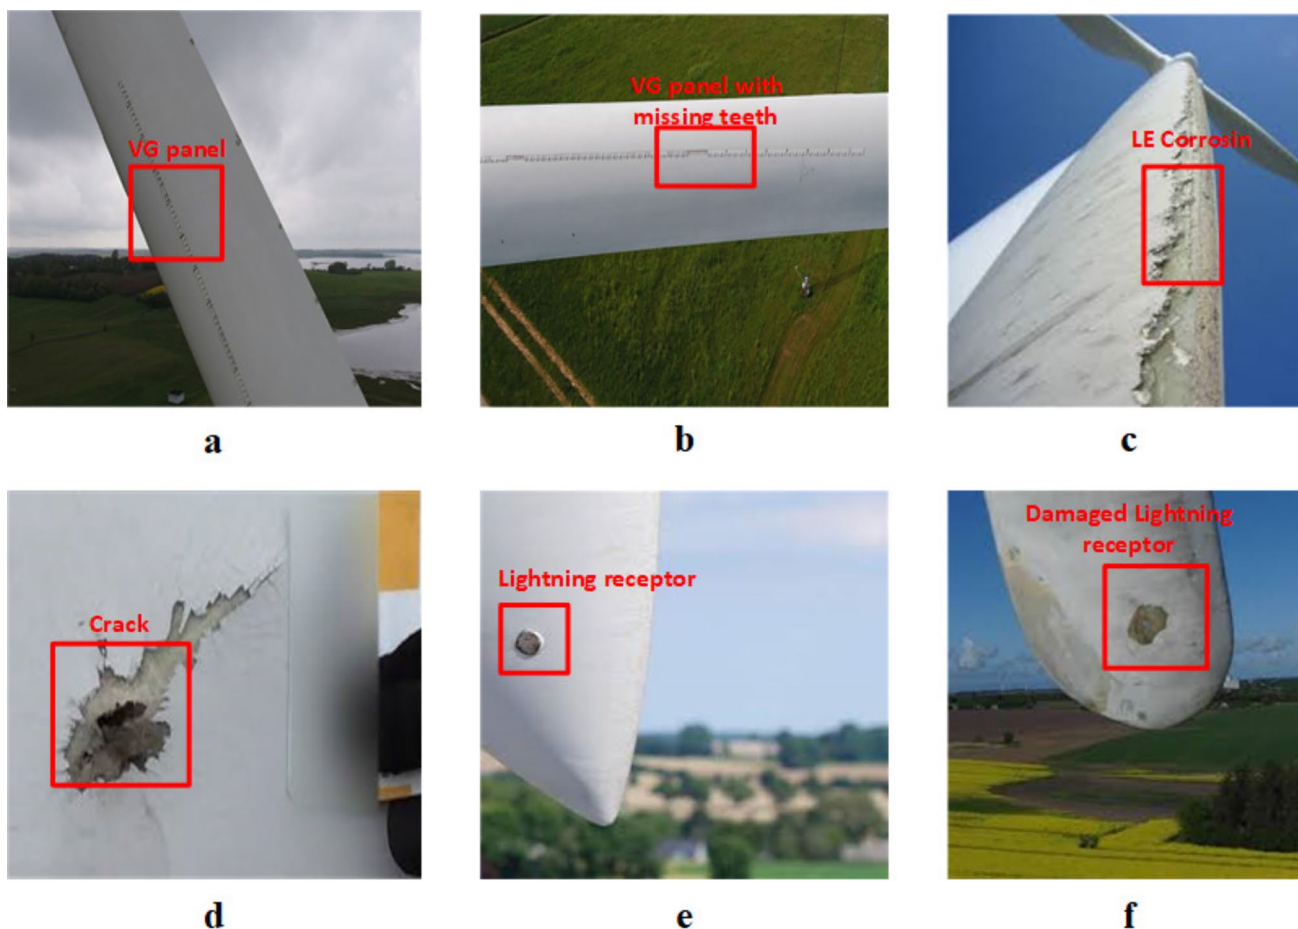 VG panel
VG panel with
missing teeth
LE Corrosin
a
b
c
Crack
Lightning receptor
Damaged Lightning
receptor
d
e
f